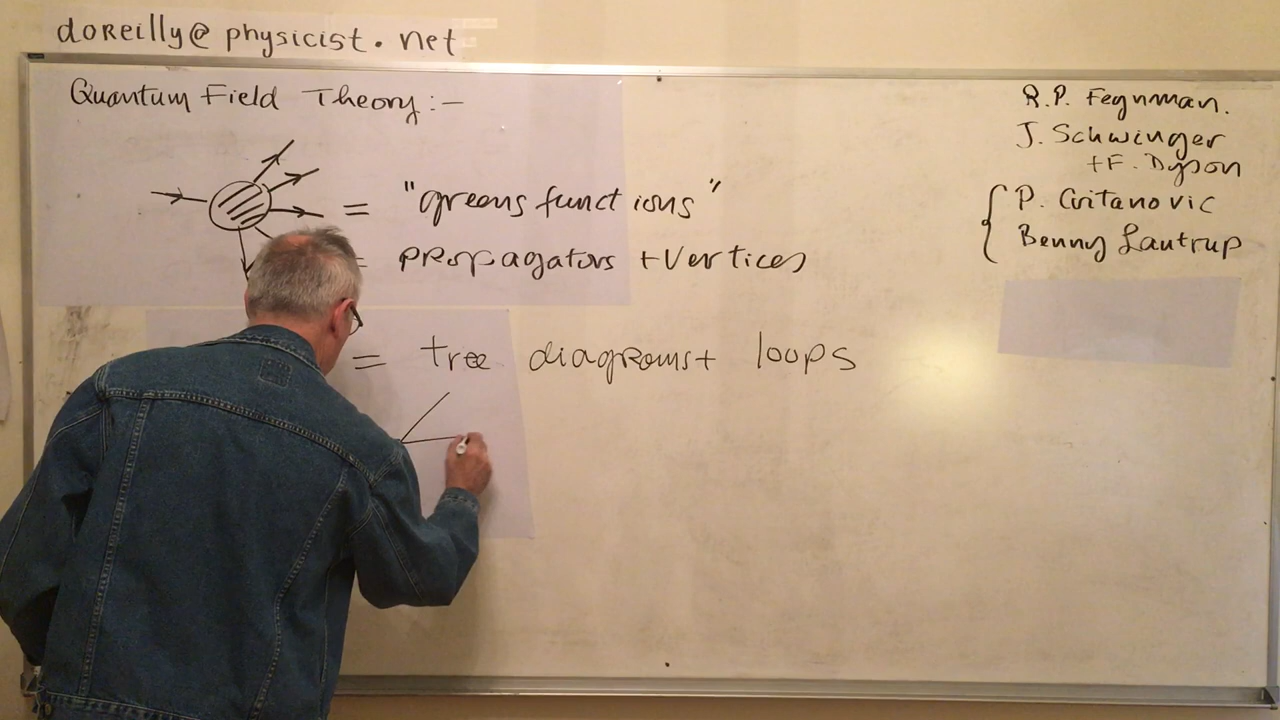 doreilly@physicist.net
Quantum Field Theory:-
= "greens functions"
= propagators + vertices
= tree diagrams + loops
R.P. Feynman.
J. Schwinger
+F. Dyson
P. Cvitanovic
Benny Lautrup